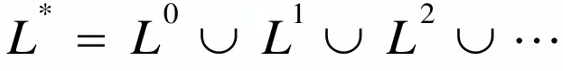 L* = L⁰ ∪ L¹ ∪ L² ∪ ⋯